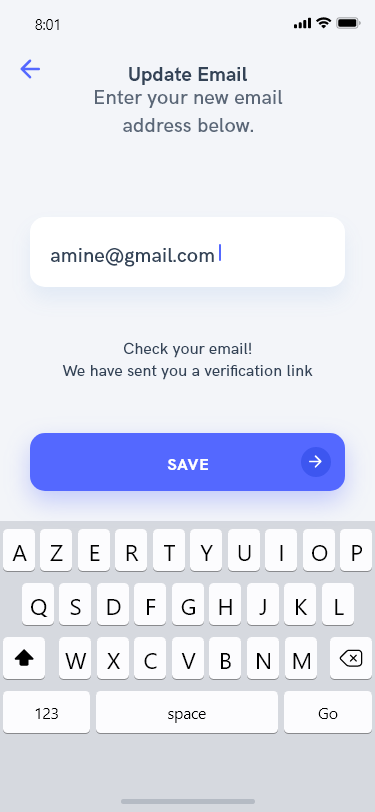 8:01
Update Email
Enter your new email
address below.
amine@gmail.com
Check your email!
We have sent you a verification link
SAVE
A Z E R T Y U I O P
Q S D F G H J K L
W X C V B N M
123 space Go